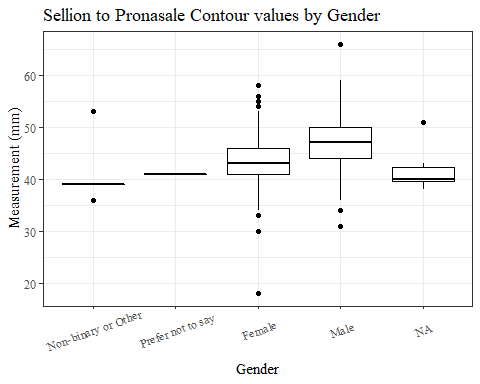 Sellion to Pronasale Contour values by Gender
Measurement (mm)
60
50
40
30
20
Non-binary or Other
Prefer not to say
Female
Male
NA
Gender